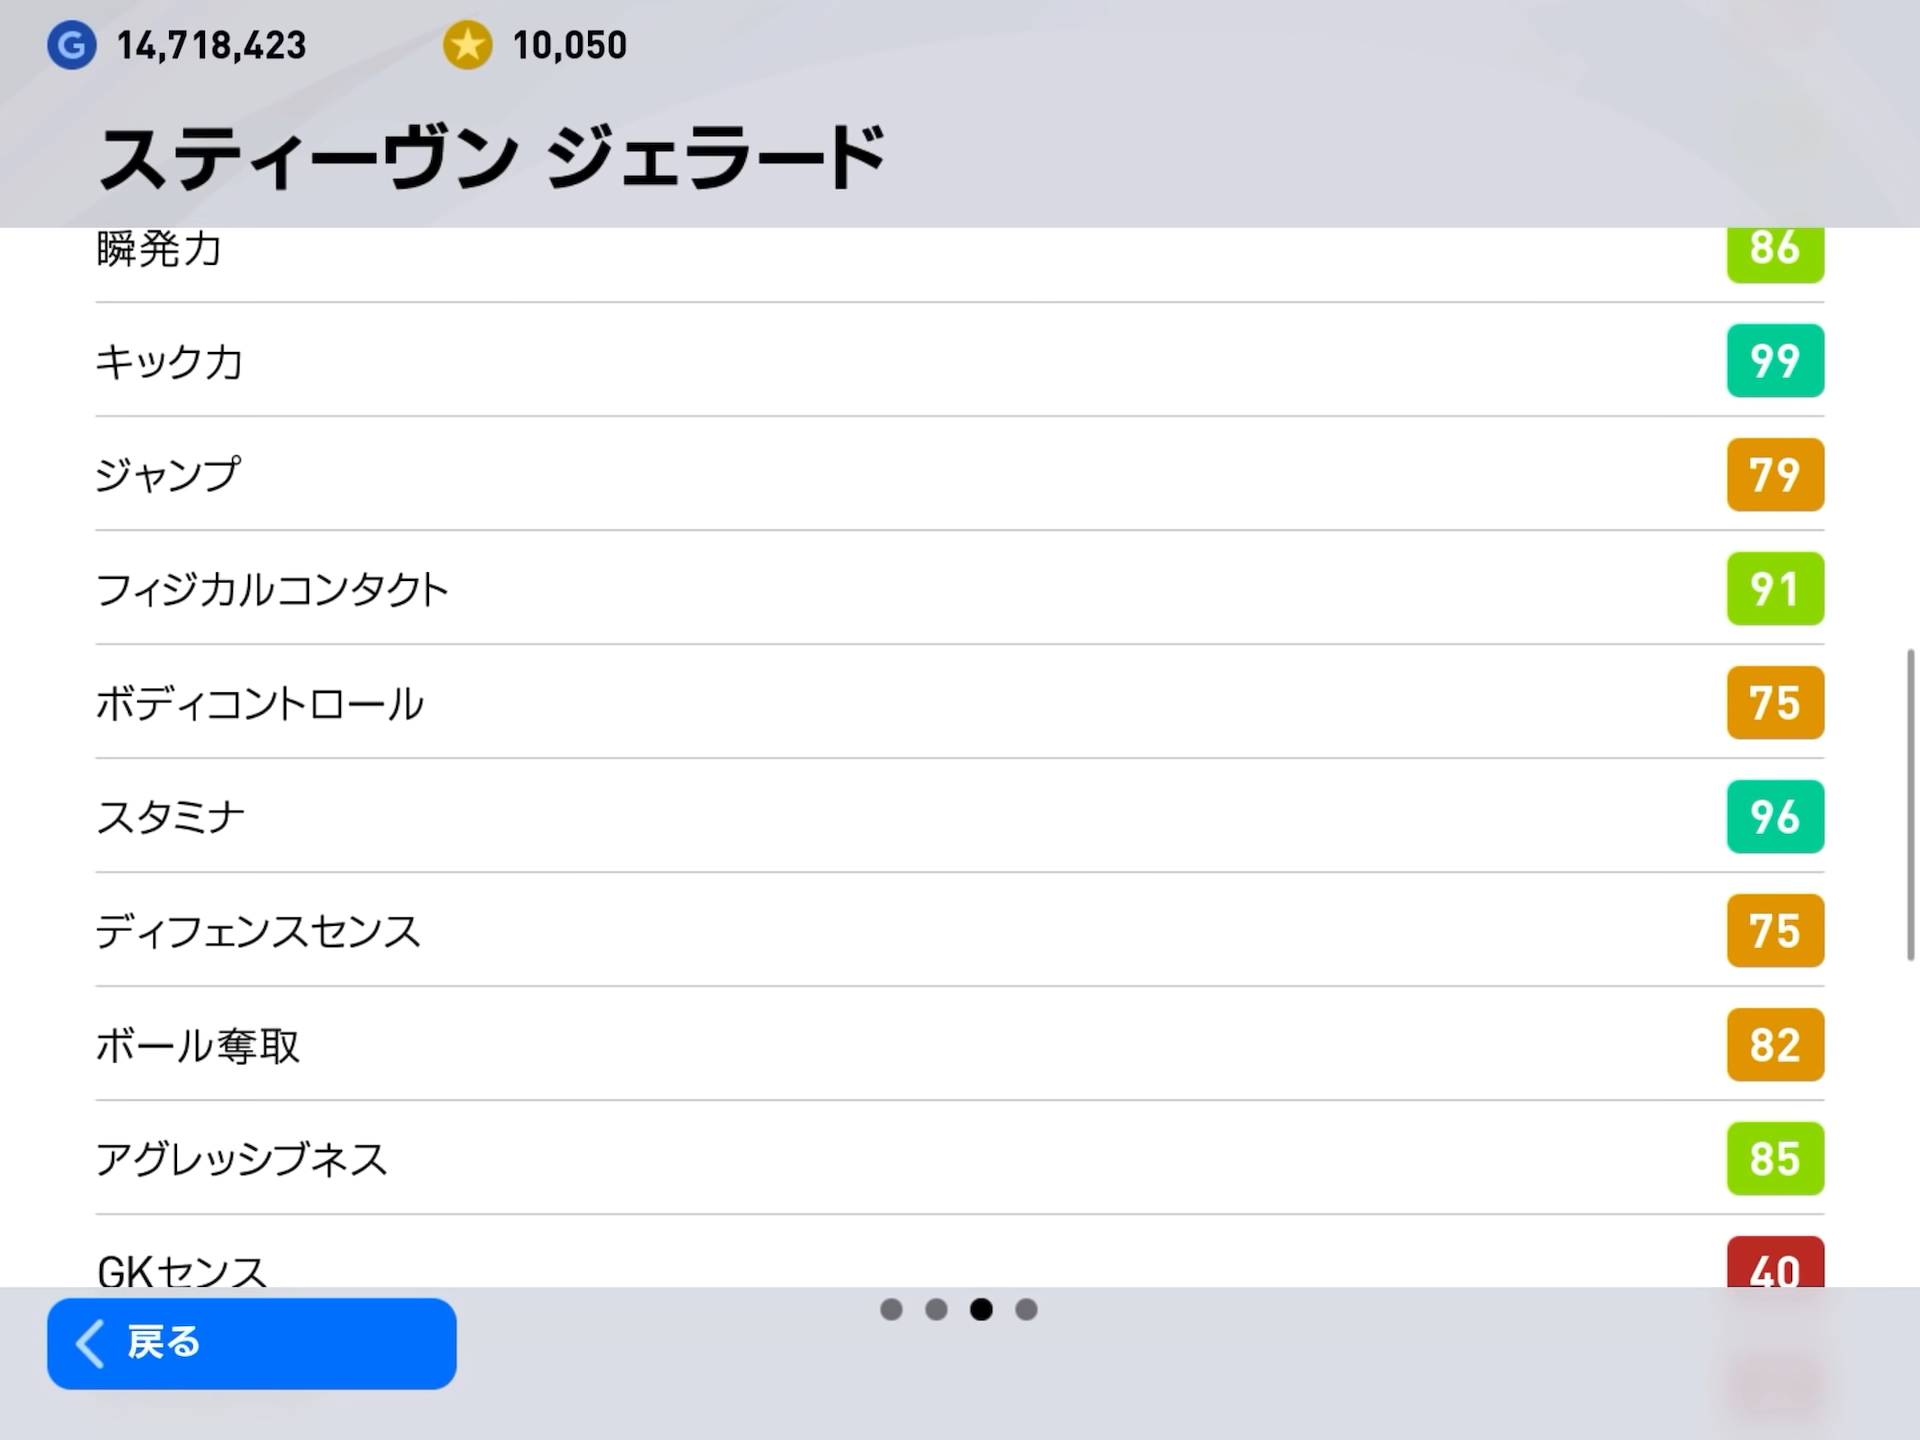 G 14,718,423 10,050
スティーヴン ジェラード
瞬発力 86
キック力 99
ジャンプ 79
フィジカルコンタクト 91
ボディコントロール 75
スタミナ 96
ディフェンスセンス 75
ボール奪取 82
アグレッシブネス 85
GKセンス 40
戻る